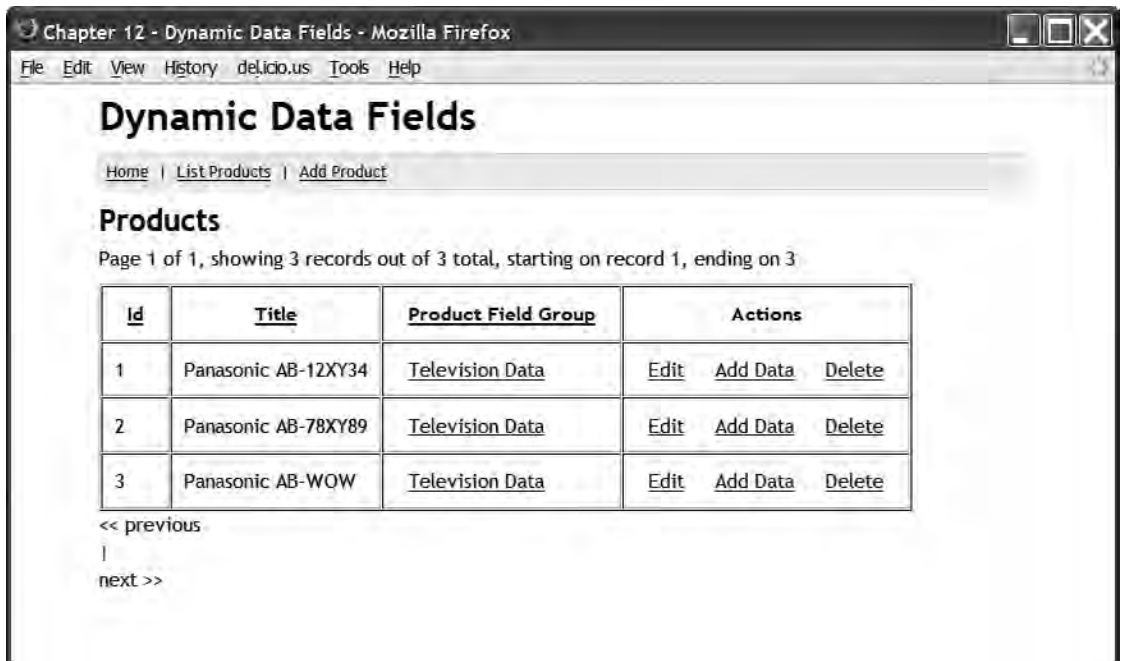 Chapter 12 - Dynamic Data Fields - Mozilla Firefox
File Edit View History del.icio.us Tools Help
Dynamic Data Fields
Home | List Products | Add Product
Products
Page 1 of 1, showing 3 records out of 3 total, starting on record 1, ending on 3
Id Title Product Field Group Actions
1 Panasonic AB-12XY34 Television Data Edit Add Data Delete
2 Panasonic AB-78XY89 Television Data Edit Add Data Delete
3 Panasonic AB-WOW Television Data Edit Add Data Delete
<< previous
|
next >>